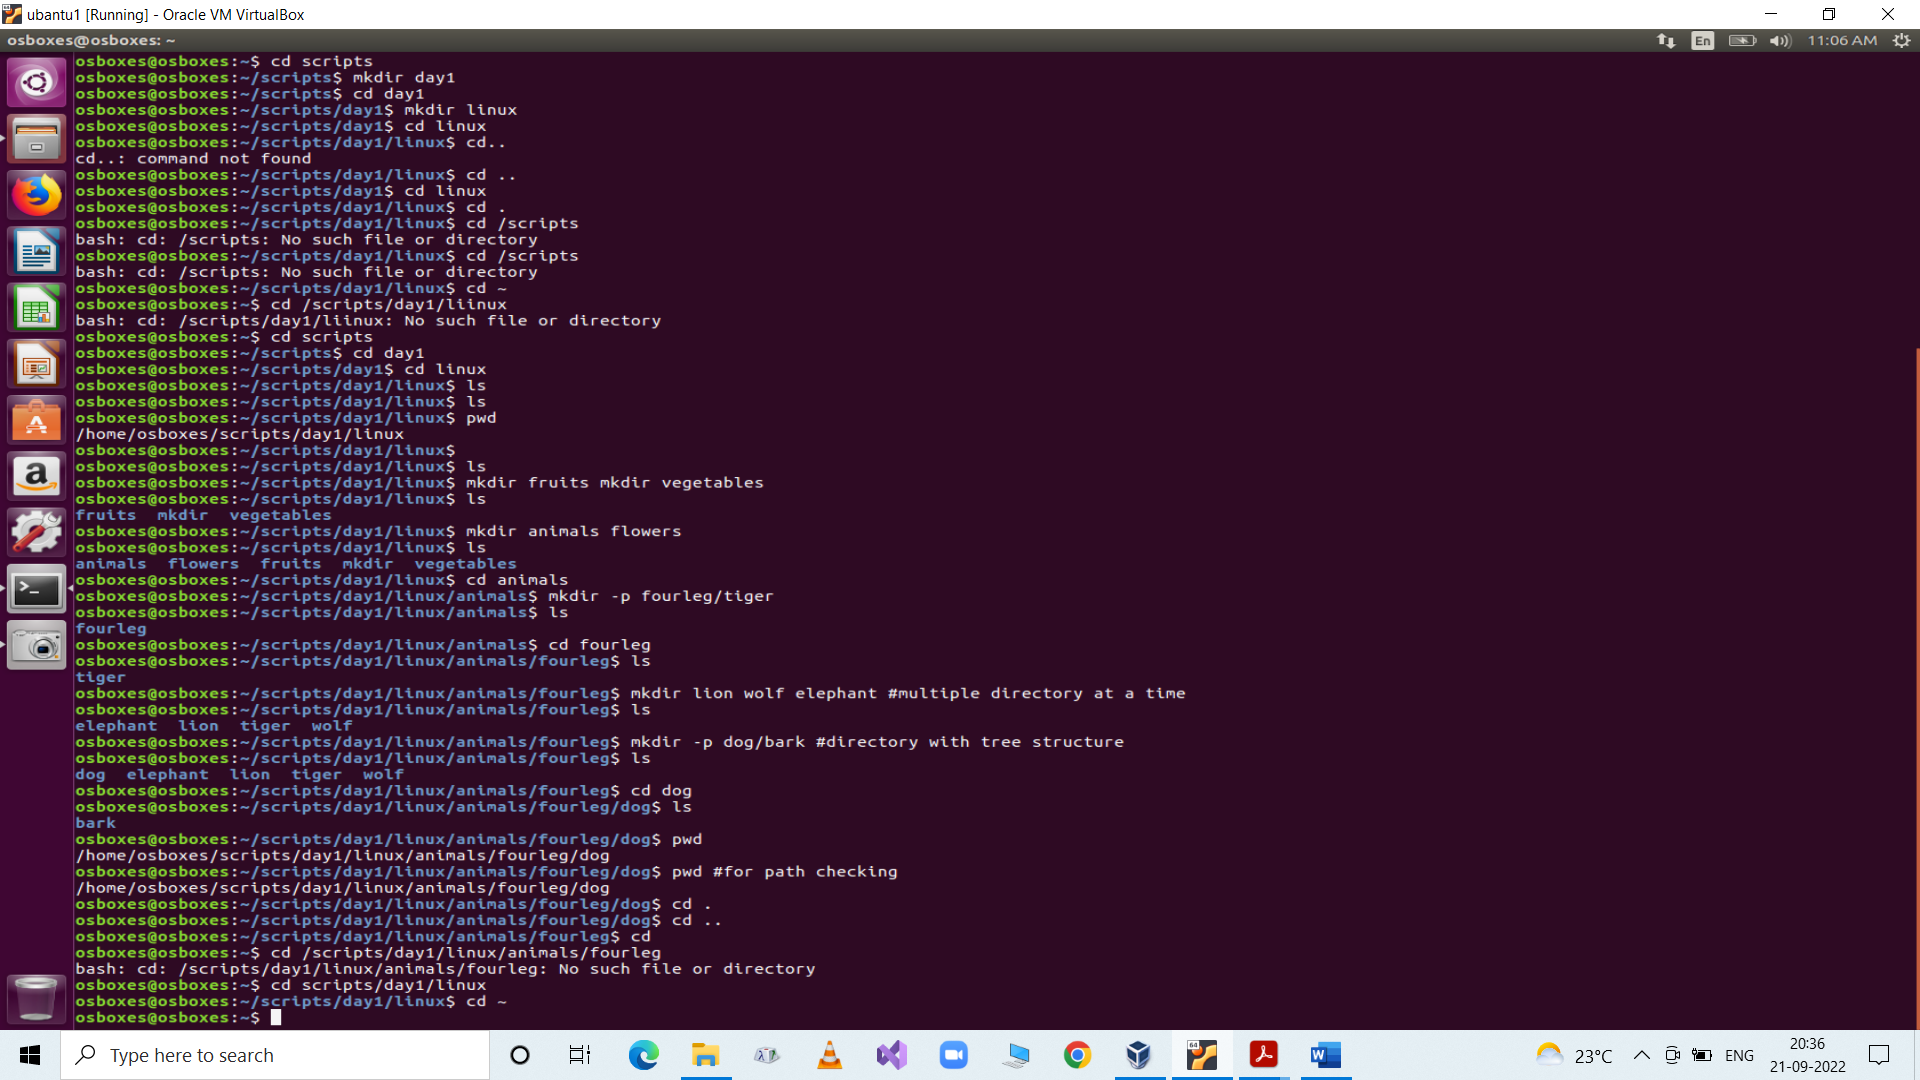 ubantu1 [Running] - Oracle VM VirtualBox
osboxes@osboxes: ~
En
11:06 AM
osboxes@osboxes:~$ cd scripts
osboxes@osboxes:~/scripts$ mkdir day1
osboxes@osboxes:~/scripts$ cd day1
osboxes@osboxes:~/scripts/day1$ mkdir linux
osboxes@osboxes:~/scripts/day1$ cd linux
osboxes@osboxes:~/scripts/day1/linux$ cd..
cd..: command not found
osboxes@osboxes:~/scripts/day1/linux$ cd ..
osboxes@osboxes:~/scripts/day1$ cd linux
osboxes@osboxes:~/scripts/day1/linux$ cd .
osboxes@osboxes:~/scripts/day1/linux$ cd /scripts
bash: cd: /scripts: No such file or directory
osboxes@osboxes:~/scripts/day1/linux$ cd /scripts
bash: cd: /scripts: No such file or directory
osboxes@osboxes:~/scripts/day1/linux$ cd ~
osboxes@osboxes:~$ cd /scripts/day1/liinux
bash: cd: /scripts/day1/liinux: No such file or directory
osboxes@osboxes:~$ cd scripts
osboxes@osboxes:~/scripts$ cd day1
osboxes@osboxes:~/scripts/day1$ cd linux
osboxes@osboxes:~/scripts/day1/linux$ ls
osboxes@osboxes:~/scripts/day1/linux$ ls
osboxes@osboxes:~/scripts/day1/linux$ pwd
/home/osboxes/scripts/day1/linux
osboxes@osboxes:~/scripts/day1/linux$
osboxes@osboxes:~/scripts/day1/linux$ ls
osboxes@osboxes:~/scripts/day1/linux$ mkdir fruits mkdir vegetables
osboxes@osboxes:~/scripts/day1/linux$ ls
fruits  mkdir  vegetables
osboxes@osboxes:~/scripts/day1/linux$ mkdir animals flowers
osboxes@osboxes:~/scripts/day1/linux$ ls
animals  flowers  fruits  mkdir  vegetables
osboxes@osboxes:~/scripts/day1/linux$ cd animals
osboxes@osboxes:~/scripts/day1/linux/animals$ mkdir -p fourleg/tiger
osboxes@osboxes:~/scripts/day1/linux/animals$ ls
fourleg
osboxes@osboxes:~/scripts/day1/linux/animals$ cd fourleg
osboxes@osboxes:~/scripts/day1/linux/animals/fourleg$ ls
tiger
osboxes@osboxes:~/scripts/day1/linux/animals/fourleg$ mkdir lion wolf elephant #multiple directory at a time
osboxes@osboxes:~/scripts/day1/linux/animals/fourleg$ ls
elephant  lion  tiger  wolf
osboxes@osboxes:~/scripts/day1/linux/animals/fourleg$ mkdir -p dog/bark #directory with tree structure
osboxes@osboxes:~/scripts/day1/linux/animals/fourleg$ ls
dog  elephant  lion  tiger  wolf
osboxes@osboxes:~/scripts/day1/linux/animals/fourleg$ cd dog
osboxes@osboxes:~/scripts/day1/linux/animals/fourleg/dog$ ls
bark
osboxes@osboxes:~/scripts/day1/linux/animals/fourleg/dog$ pwd
/home/osboxes/scripts/day1/linux/animals/fourleg/dog
osboxes@osboxes:~/scripts/day1/linux/animals/fourleg/dog$ pwd #for path checking
/home/osboxes/scripts/day1/linux/animals/fourleg/dog
osboxes@osboxes:~/scripts/day1/linux/animals/fourleg/dog$ cd .
osboxes@osboxes:~/scripts/day1/linux/animals/fourleg/dog$ cd ..
osboxes@osboxes:~/scripts/day1/linux/animals/fourleg$ cd
osboxes@osboxes:~$ cd /scripts/day1/linux/animals/fourleg
bash: cd: /scripts/day1/linux/animals/fourleg: No such file or directory
osboxes@osboxes:~$ cd scripts/day1/linux
osboxes@osboxes:~/scripts/day1/linux$ cd ~
osboxes@osboxes:~$
Type here to search
23°C
ENG
20:36
21-09-2022